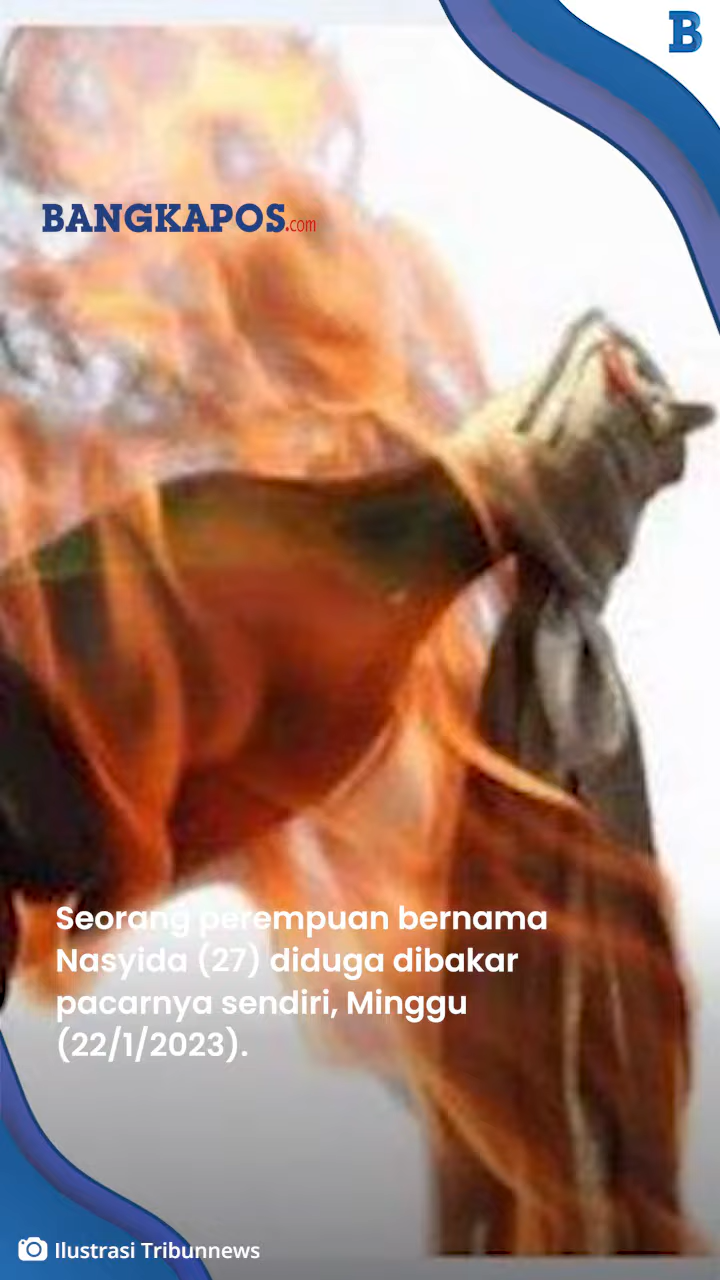 B
BANGKAPOS.com
Seorang perempuan bernama
Nasyida (27) diduga dibakar
pacarnya sendiri, Minggu
(22/1/2023).
Ilustrasi Tribunnews